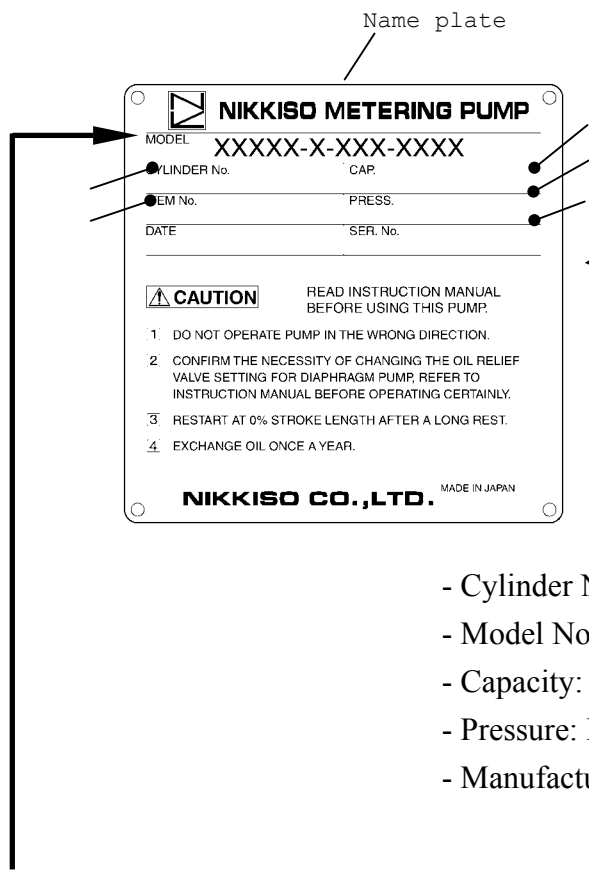 Name plate
NIKKISO METERING PUMP
MODEL XXXXX-X-XXX-XXXX
YLINDER No. CAP.
EM No. PRESS.
DATE SER. No.
CAUTION READ INSTRUCTION MANUAL
BEFORE USING THIS PUMP.
1 DO NOT OPERATE PUMP IN THE WRONG DIRECTION.
2 CONFIRM THE NECESSITY OF CHANGING THE OIL RELIEF
VALVE SETTING FOR DIAPHRAGM PUMP, REFER TO
INSTRUCTION MANUAL BEFORE OPERATING CERTAINLY.
3 RESTART AT 0% STROKE LENGTH AFTER A LONG REST.
4 EXCHANGE OIL ONCE A YEAR.
NIKKISO CO.,LTD. MADE IN JAPAN
- Cylinder
- Model No
- Capacity:
- Pressure:
- Manufactu